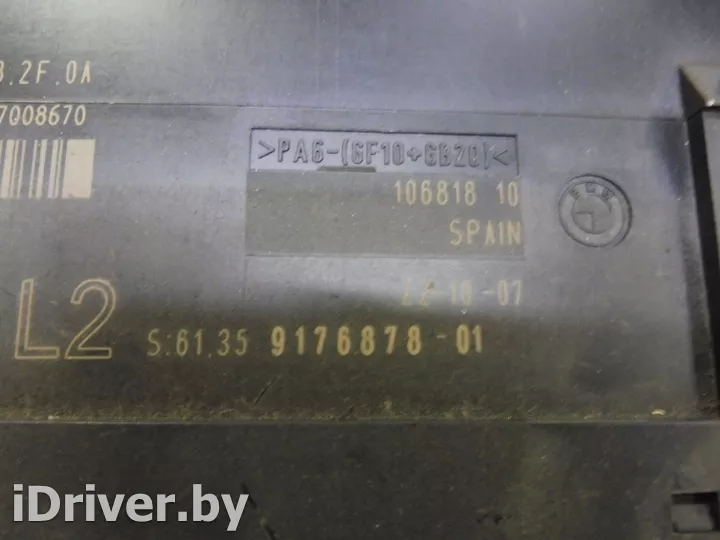 3.2F.0A
7008670
>PA6-(GF10+GB20)<
106818 10
SPAIN
10-07
L2
S:61.35 9176878-01
iDriver.by